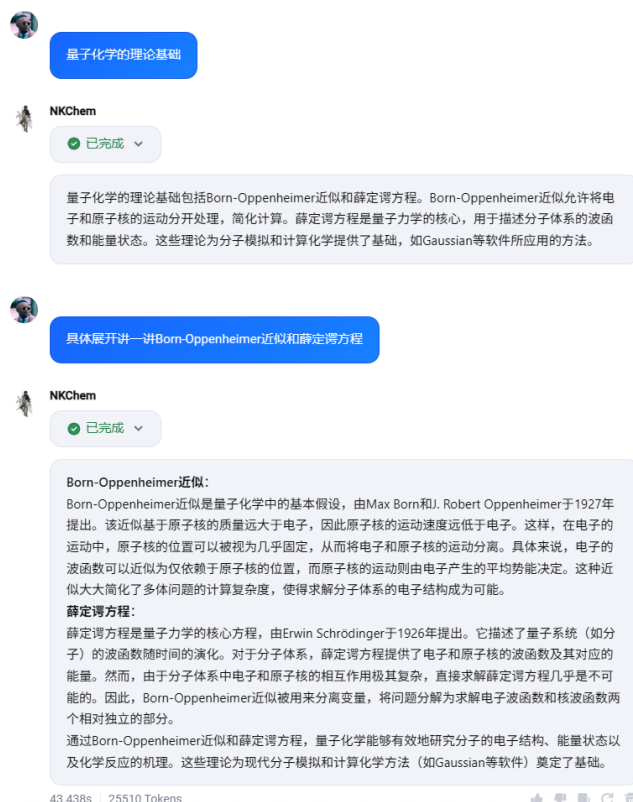 量子化学的理论基础
NKChem
已完成
量子化学的理论基础包括Born-Oppenheimer近似和薛定谔方程。Born-Oppenheimer近似允许将电
子和原子核的运动分开处理，简化计算。薛定谔方程是量子力学的核心，用于描述分子体系的波函
数和能量状态。这些理论为分子模拟和计算化学提供了基础，如Gaussian等软件所应用的方法。
具体展开讲一讲Born-Oppenheimer近似和薛定谔方程
NKChem
已完成
Born-Oppenheimer近似：
Born-Oppenheimer近似是量子化学中的基本假设，由Max Born和J. Robert Oppenheimer于1927年
提出。该近似基于原子核的质量远大于电子，因此原子核的运动速度远低于电子。这样，在电子的
运动中，原子核的位置可以被视为几乎固定，从而将电子和原子核的运动分离。具体来说，电子的
波函数可以近似为仅依赖于原子核的位置，而原子核的运动则由电子产生的平均势能决定。这种近
似大大简化了多体问题的计算复杂度，使得求解分子体系的电子结构成为可能。
薛定谔方程：
薛定谔方程是量子力学的核心方程，由Erwin Schrödinger于1926年提出。它描述了量子系统（如分
子）的波函数随时间的演化。对于分子体系，薛定谔方程提供了电子和原子核的波函数及其对应的
能量。然而，由于分子体系中电子和原子核的相互作用极其复杂，直接求解薛定谔方程几乎是不可
能的。因此，Born-Oppenheimer近似被用来分离变量，将问题分解为求解电子波函数和核波函数两
个相对独立的部分。
通过Born-Oppenheimer近似和薛定谔方程，量子化学能够有效地研究分子的电子结构、能量状态以
及化学反应的机理。这些理论为现代分子模拟和计算化学方法（如Gaussian等软件）奠定了基础。
43.438s | 25510 Tokens